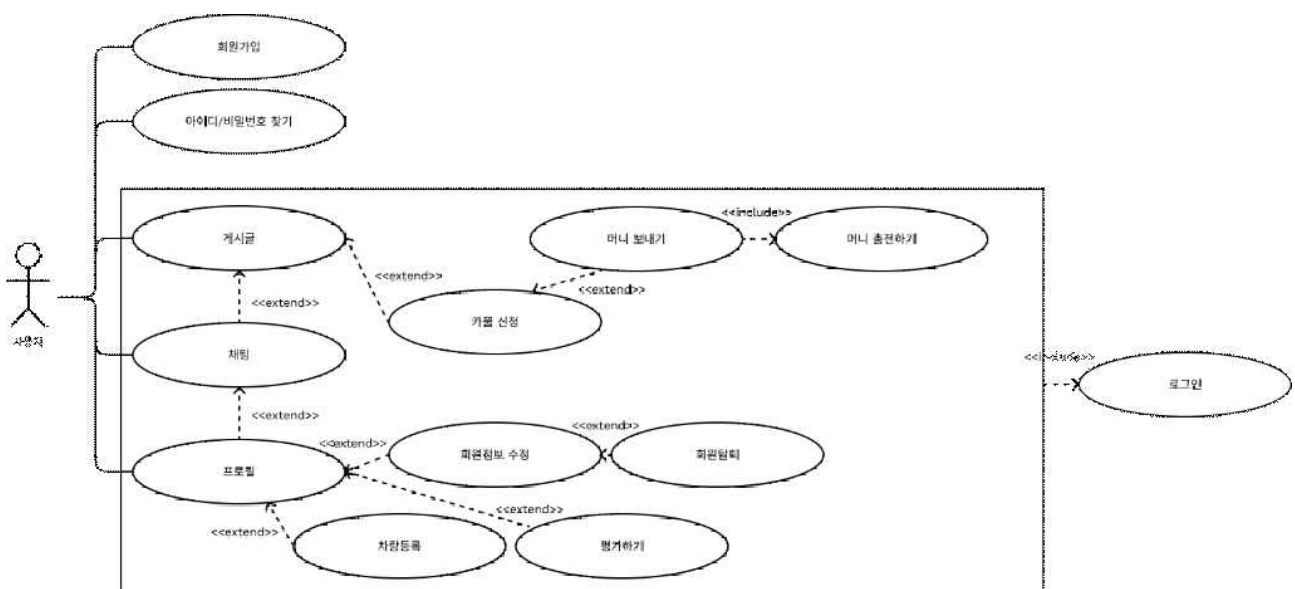 회원가입
아이디/비밀번호 찾기
<<include>>
게시글
머니 보내기
머니 충전하기
<<extend>>
<<extend>>
<<extend>>
카풀 신청
사용자
채팅
<<include>>
로그인
<<extend>>
<<extend>>
<<extend>>
프로필
회원정보 수정
회원탈퇴
<<extend>>
<<extend>>
차량등록
평가하기